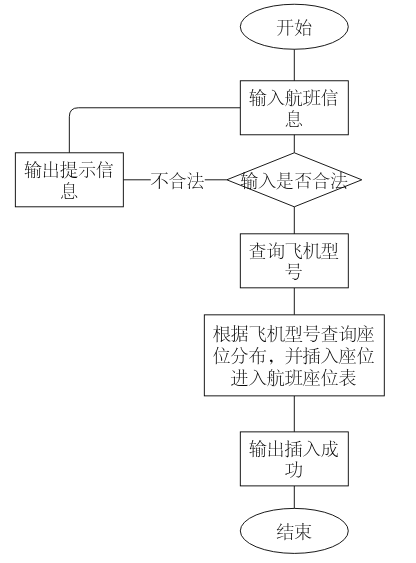 开始
输入航班信
息
输出提示信
息
不合法
输入是否合法
查询飞机型
号
根据飞机型号查询座
位分布，并插入座位
进入航班座位表
输出插入成
功
结束